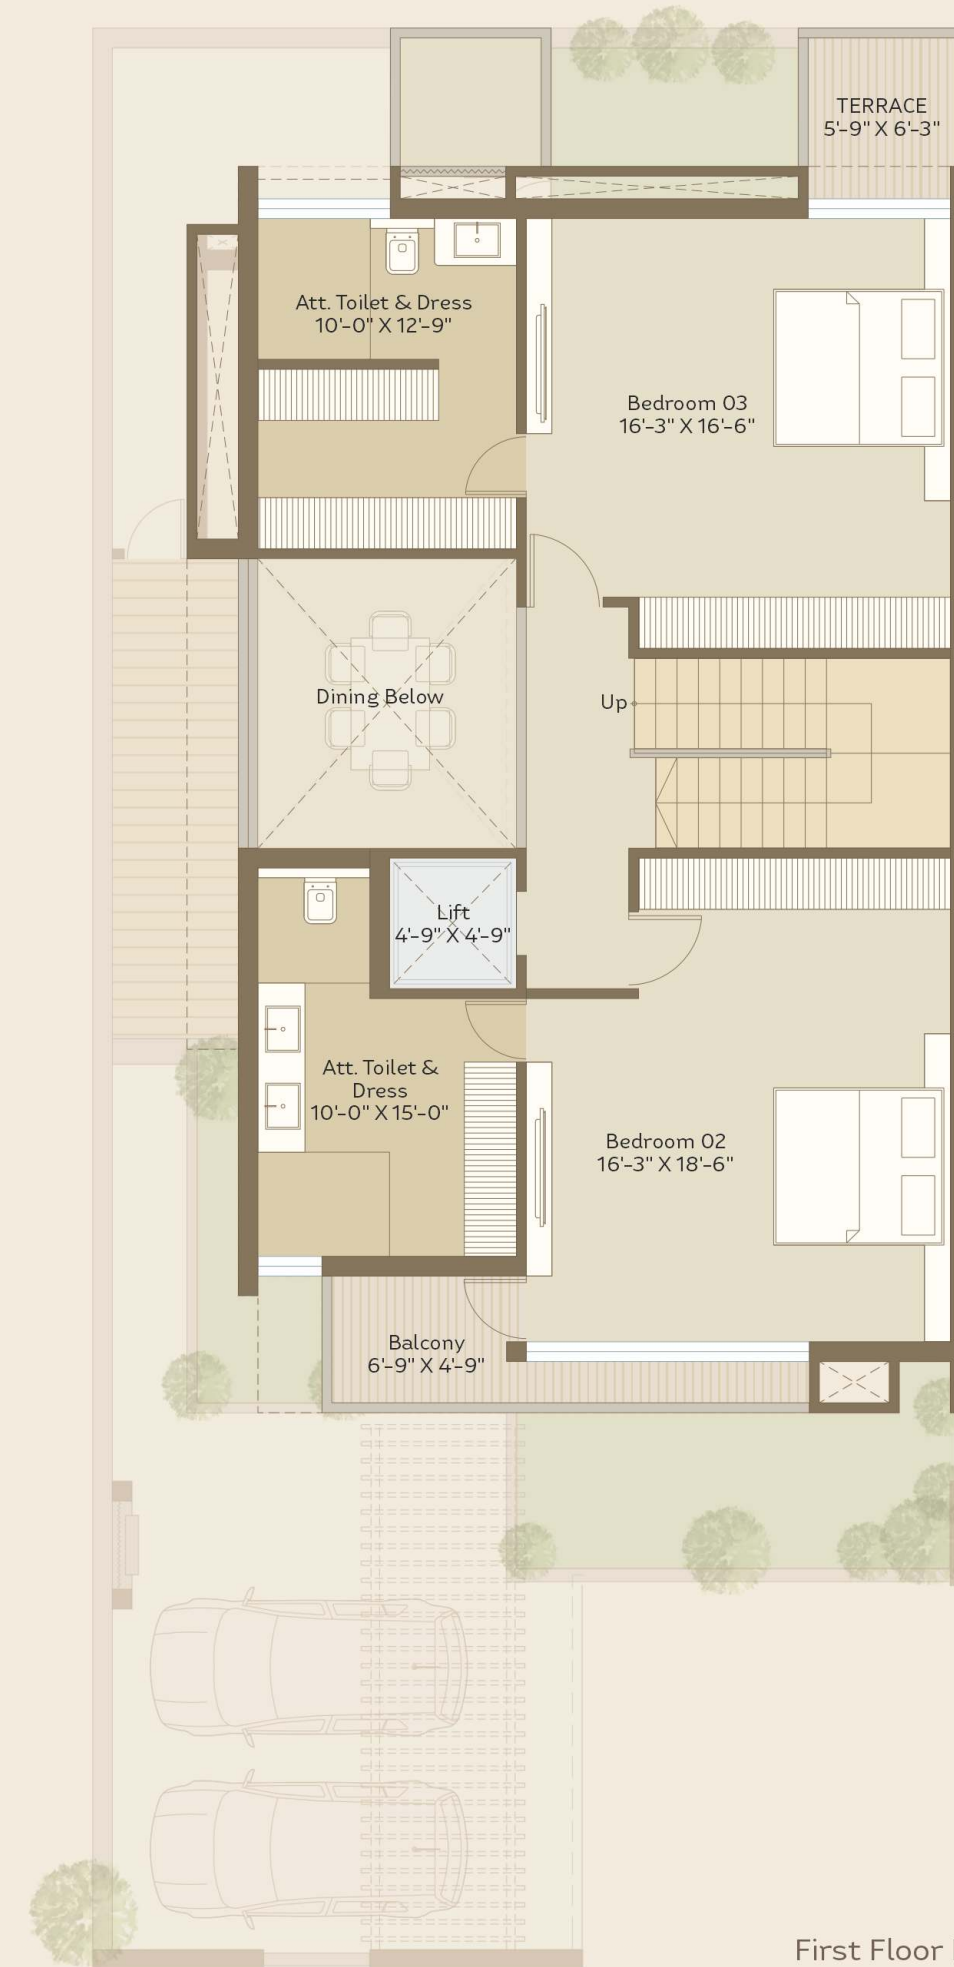 TERRACE
5'-9" X 6'-3"
Att. Toilet & Dress
10'-0" X 12'-9"
Bedroom 03
16'-3" X 16'-6"
Dining Below
Up
Lift
4'-9" X 4'-9"
Att. Toilet &
Dress
10'-0" X 15'-0"
Bedroom 02
16'-3" X 18'-6"
Balcony
6'-9" X 4'-9"
First Floor